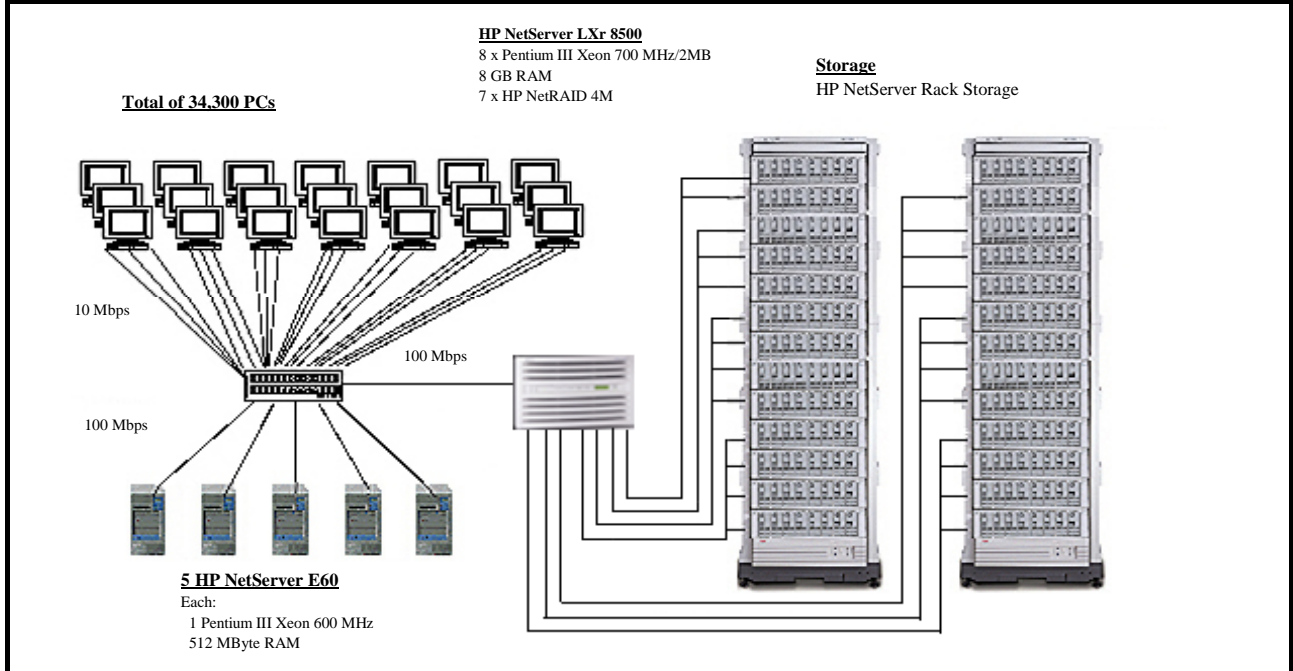 HP NetServer LXr 8500
8 x Pentium III Xeon 700 MHz/2MB
8 GB RAM
7 x HP NetRAID 4M
Storage
HP NetServer Rack Storage
Total of 34,300 PCs
10 Mbps
100 Mbps
100 Mbps
5 HP NetServer E60
Each:
1 Pentium III Xeon 600 MHz
512 MByte RAM